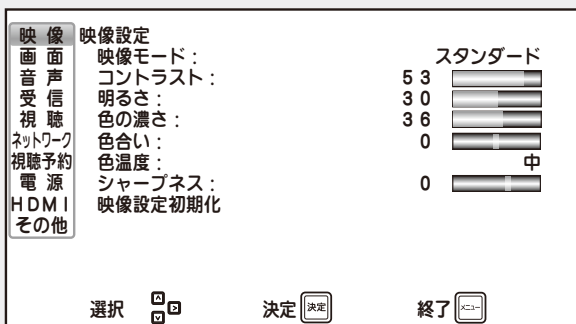 映 像 映像設定
画 面 映像モード： スタンダード
音 声 コントラスト： 53
受 信 明るさ： 30
視 聴 色の濃さ： 36
ネットワーク 色合い： 0
視聴予約 色温度： 中
電 源 シャープネス： 0
HDMI 映像設定初期化
その他
選択 決定 決定 終了 メニュー